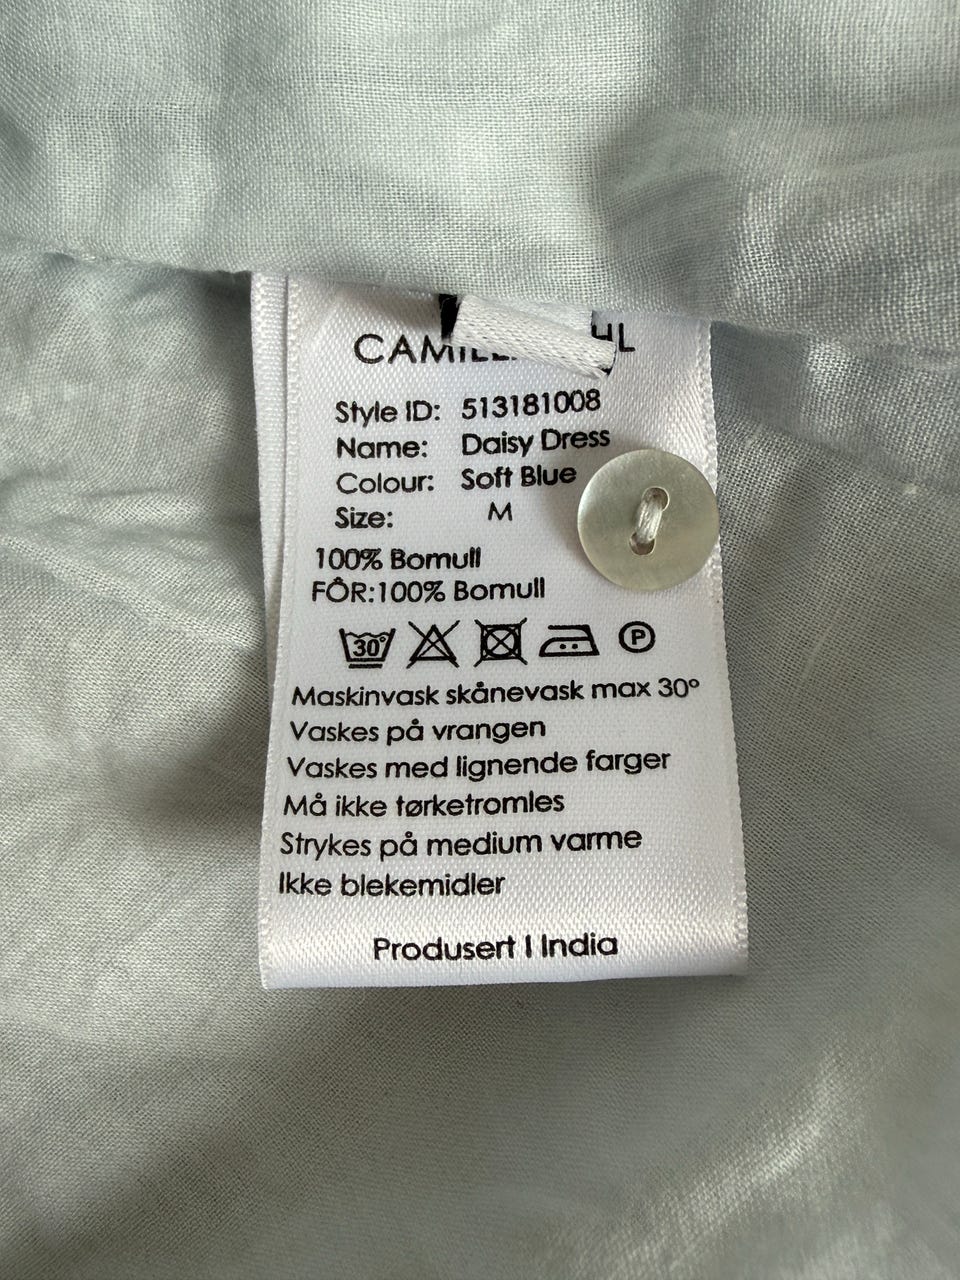 Style ID: 513181008
Name: Daisy Dress
Colour: Soft Blue
Size: M
100% Bomull
FÔR:100% Bomull
30° P
Maskinvask skånevask max 30°
Vaskes på vrangen
Vaskes med lignende farger
Må ikke tørketromles
Strykes på medium varme
Ikke blekemidler
Produsert I India